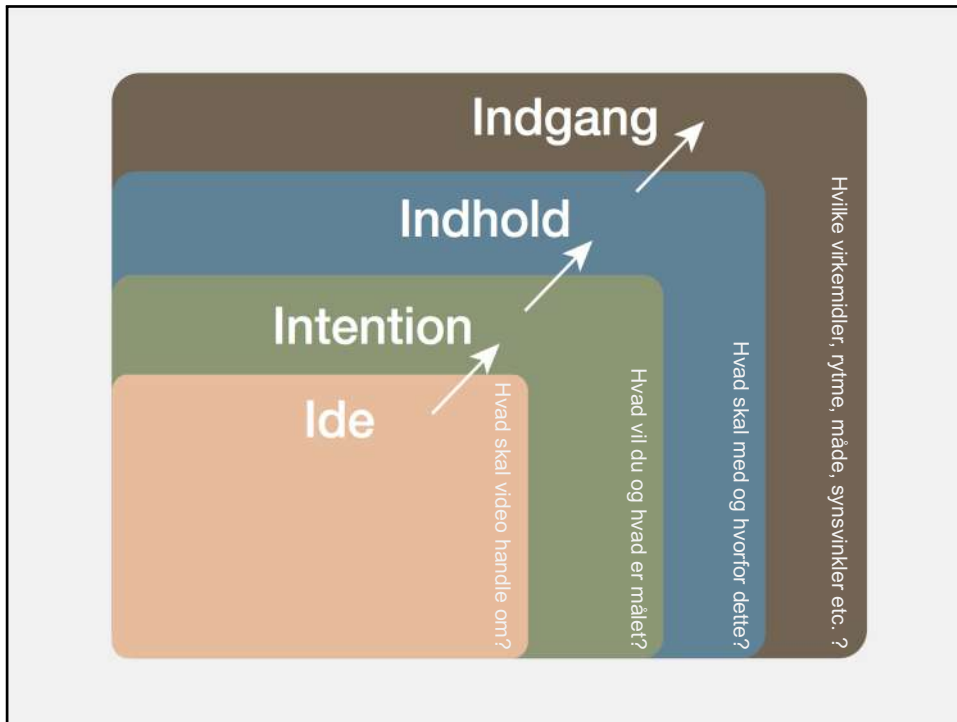 Indgang
Indhold
Intention
Ide
Hvad skal video handle om?
Hvad vil du og hvad er målet?
Hvad skal med og hvorfor dette?
Hvilke virkemidler, rytme, måde, synsvinkler etc. ?